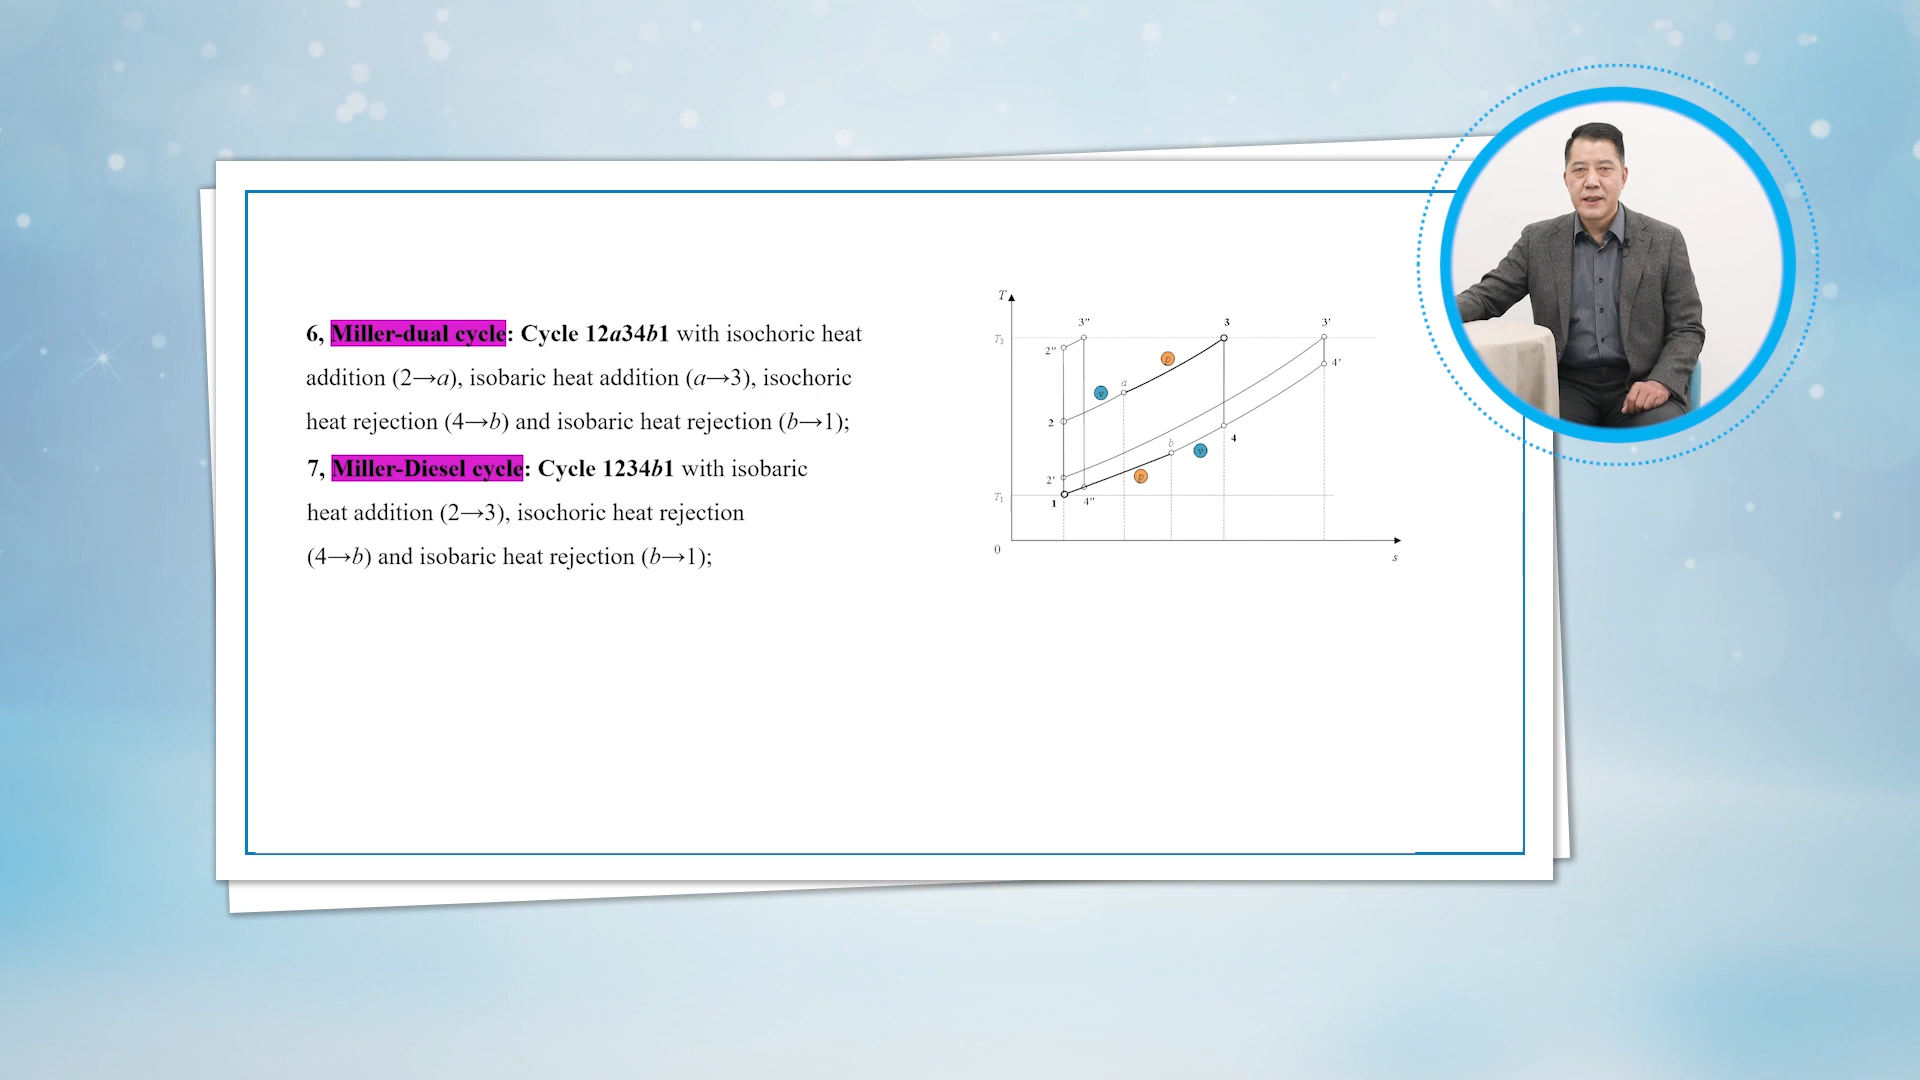 6, Miller-dual cycle: Cycle 12a34b1 with isochoric heat
addition (2→a), isobaric heat addition (a→3), isochoric
heat rejection (4→b) and isobaric heat rejection (b→1);
7, Miller-Diesel cycle: Cycle 1234b1 with isobaric
heat addition (2→3), isochoric heat rejection
(4→b) and isobaric heat rejection (b→1);
T
3" 3 3'
T3
2"
p
4'
a
v
2
b
4
v
2'
p
T1
1 4"
0
s